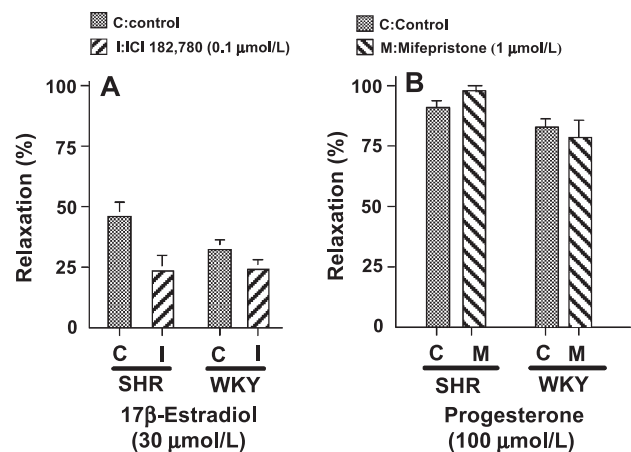 C:control
I:ICI 182,780 (0.1 μmol/L)
A
Relaxation (%)
100
75
50
25
0
C I C I
SHR WKY
17β-Estradiol
(30 μmol/L)
C:Control
M:Mifepristone (1 μmol/L)
B
Relaxation (%)
100
75
50
25
0
C M C M
SHR WKY
Progesterone
(100 μmol/L)